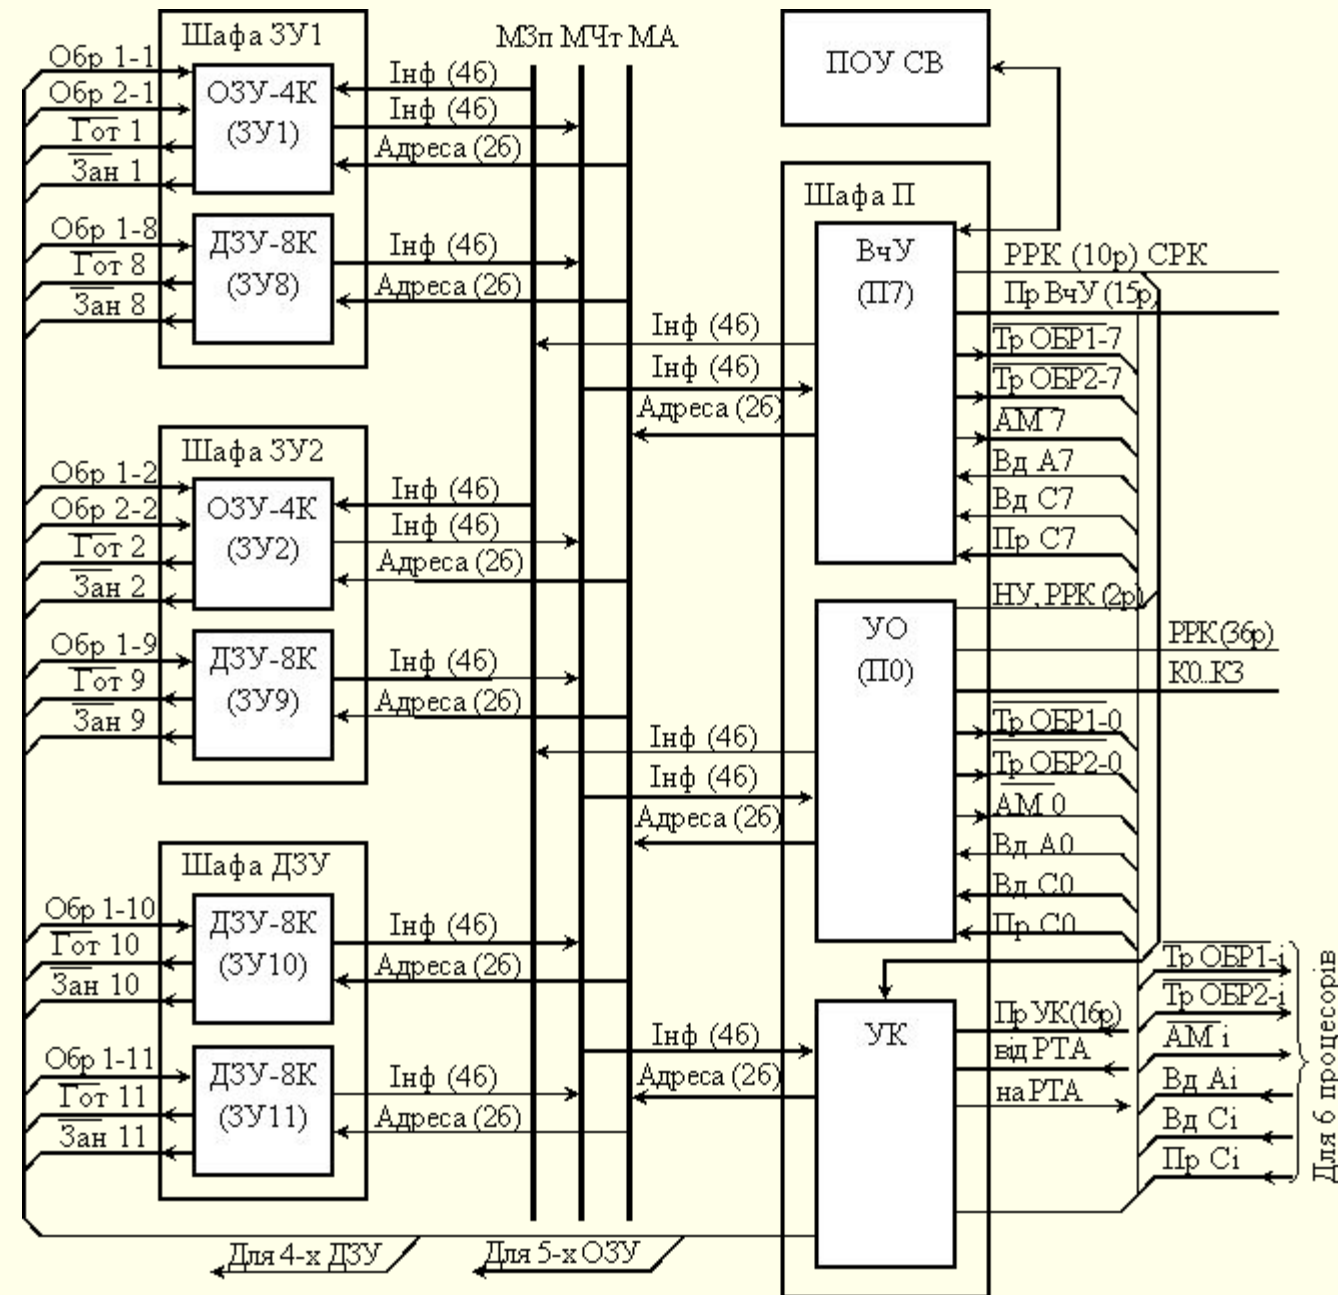 Шафа ЗУ1
МЗп МЧт МА
ПОУ СВ
Обр 1-1
Обр 2-1
Гот 1
Зан 1
ОЗУ-4К
(ЗУ1)
Інф (46)
Інф (46)
Адреса (26)
Обр 1-8
Гот 8
Зан 8
ДЗУ-8К
(ЗУ8)
Інф (46)
Адреса (26)
Шафа П
ВчУ
(П7)
Інф (46)
Інф (46)
Адреса (26)
РРК (10р) СРК
Пр ВчУ (15р)
Тр ОБР1-7
Тр ОБР2-7
АМ 7
Вд А7
Вд С7
Пр С7
Шафа ЗУ2
Обр 1-2
Обр 2-2
Гот 2
Зан 2
ОЗУ-4К
(ЗУ2)
Інф (46)
Інф (46)
Адреса (26)
Обр 1-9
Гот 9
Зан 9
ДЗУ-8К
(ЗУ9)
Інф (46)
Адреса (26)
УО
(П0)
Інф (46)
Інф (46)
Адреса (26)
НУ, РРК (2р)
РРК(36р)
К0..К3
Тр ОБР1-0
Тр ОБР2-0
АМ 0
Вд А0
Вд С0
Пр С0
Шафа ДЗУ
Обр 1-10
Гот 10
Зан 10
ДЗУ-8К
(ЗУ10)
Інф (46)
Адреса (26)
Обр 1-11
Гот 11
Зан 11
ДЗУ-8К
(ЗУ11)
Інф (46)
Адреса (26)
УК
Інф (46)
Адреса (26)
Пр УК(16р)
від РТА
на РТА
Тр ОБР1-і
Тр ОБР2-і
АМ і
Вд Аі
Вд Сі
Пр Сі
Для 6 процесорів
Для 4-х ДЗУ
Для 5-х ОЗУ